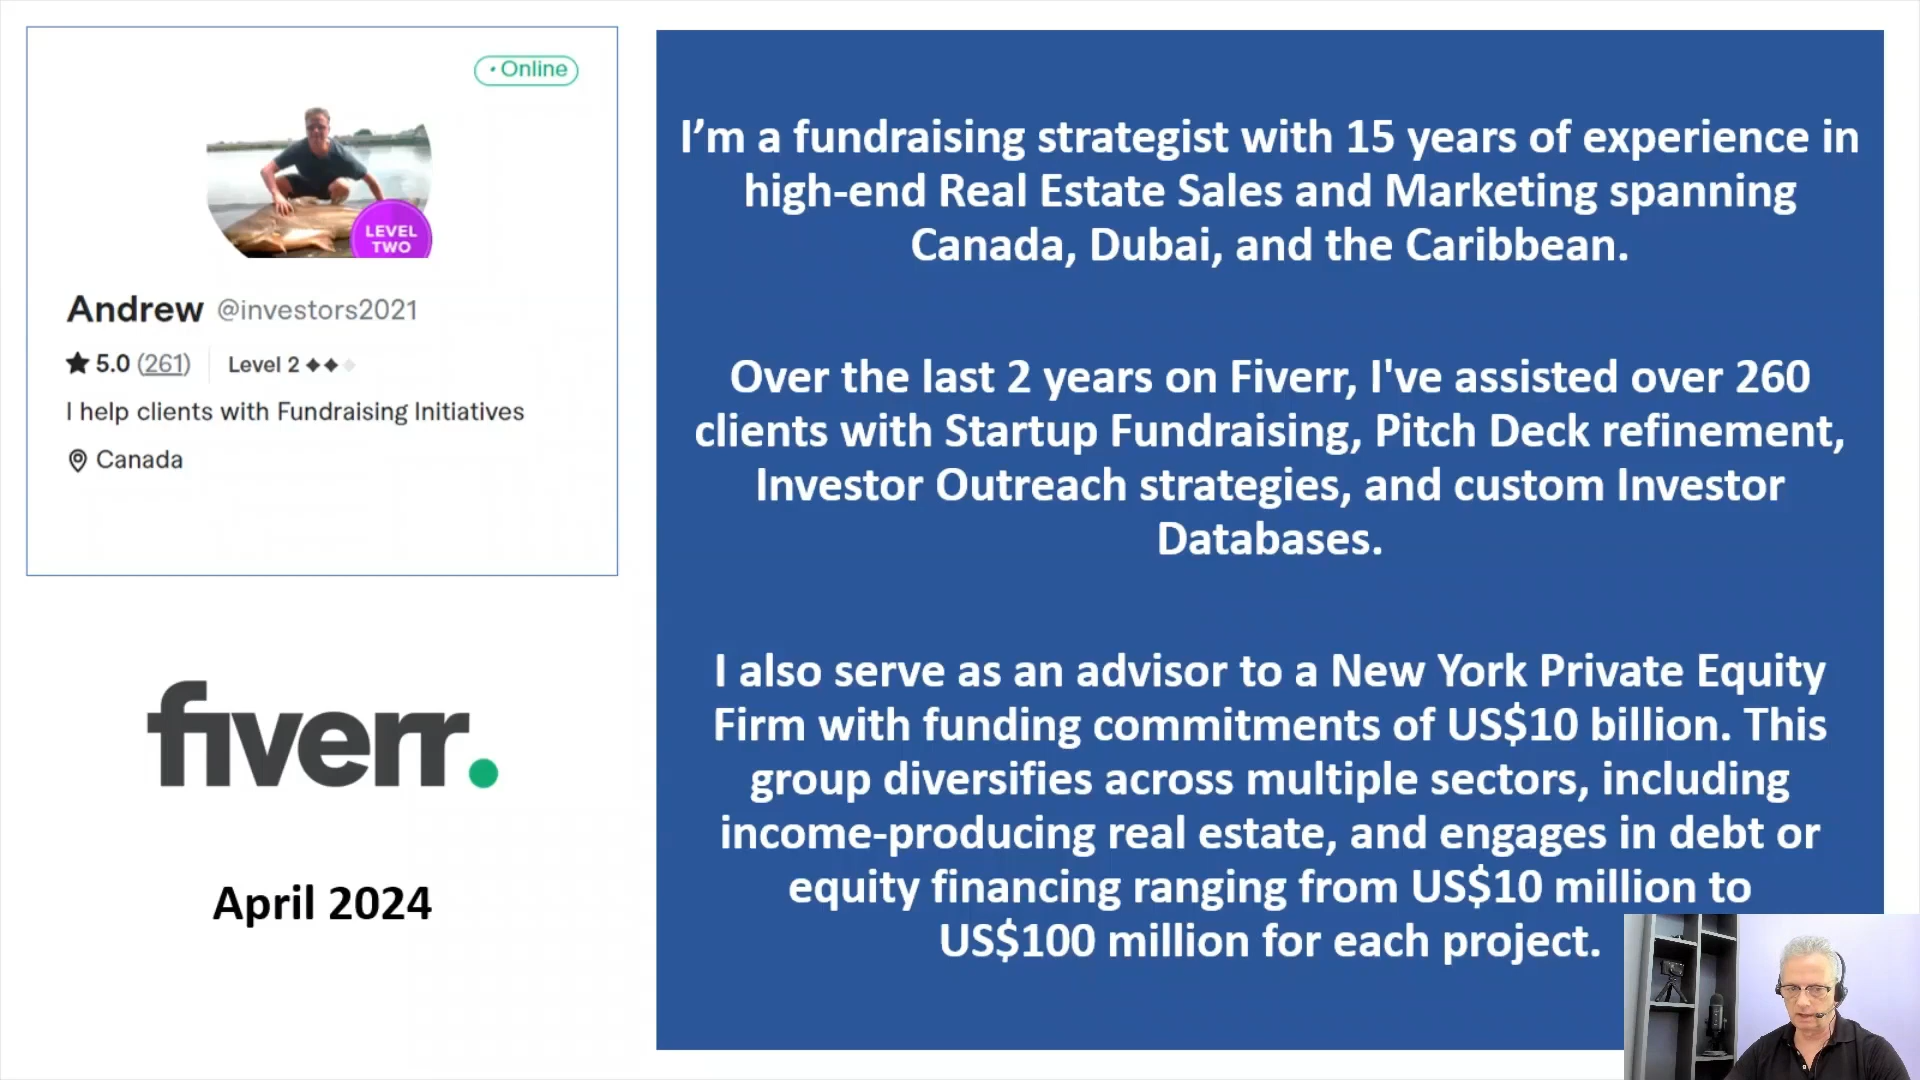 • Online
LEVEL
TWO
Andrew @investors2021
★ 5.0 (261) Level 2
I help clients with Fundraising Initiatives
Canada
fiverr.
April 2024
I’m a fundraising strategist with 15 years of experience in
high-end Real Estate Sales and Marketing spanning
Canada, Dubai, and the Caribbean.
Over the last 2 years on Fiverr, I've assisted over 260
clients with Startup Fundraising, Pitch Deck refinement,
Investor Outreach strategies, and custom Investor
Databases.
I also serve as an advisor to a New York Private Equity
Firm with funding commitments of US$10 billion. This
group diversifies across multiple sectors, including
income-producing real estate, and engages in debt or
equity financing ranging from US$10 million to
US$100 million for each project.